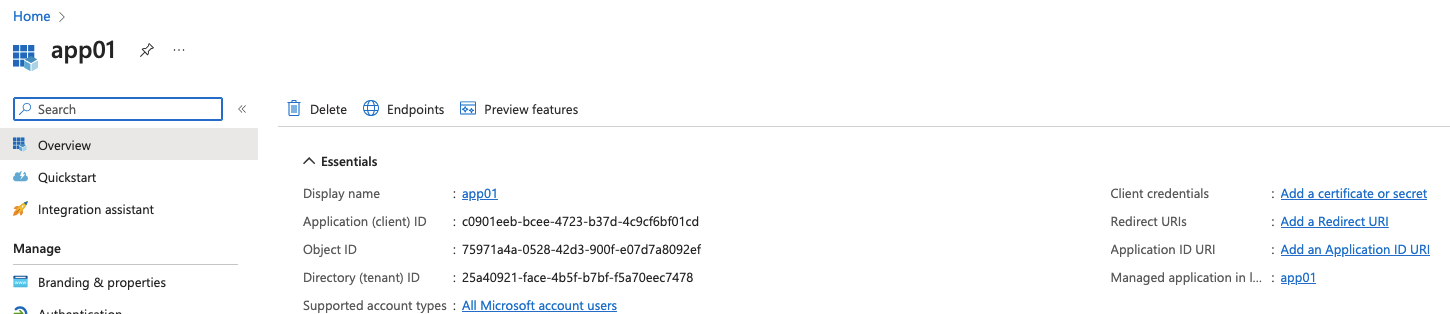 Home
app01
Search
Delete
Endpoints
Preview features
Overview
Quickstart
Integration assistant
Manage
Branding & properties
Authentication
Essentials
Display name : app01
Application (client) ID : c0901eeb-bcee-4723-b37d-4c9cf6bf01cd
Object ID : 75971a4a-0528-42d3-900f-e07d7a8092ef
Directory (tenant) ID : 25a40921-face-4b5f-b7bf-f5a70eec7478
Supported account types : All Microsoft account users
Client credentials : Add a certificate or secret
Redirect URIs : Add a Redirect URI
Application ID URI : Add an Application ID URI
Managed application in l... : app01